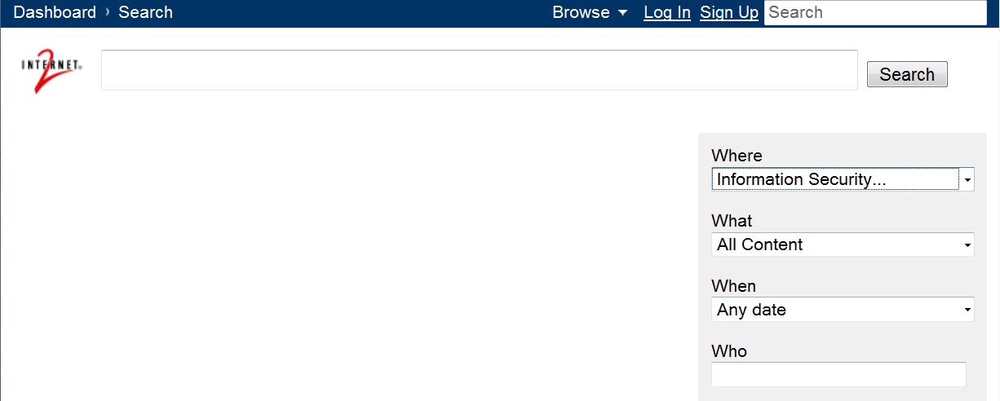 Dashboard › Search Browse Log In Sign Up Search
INTERNET®
2
Search
Where
Information Security...
What
All Content
When
Any date
Who